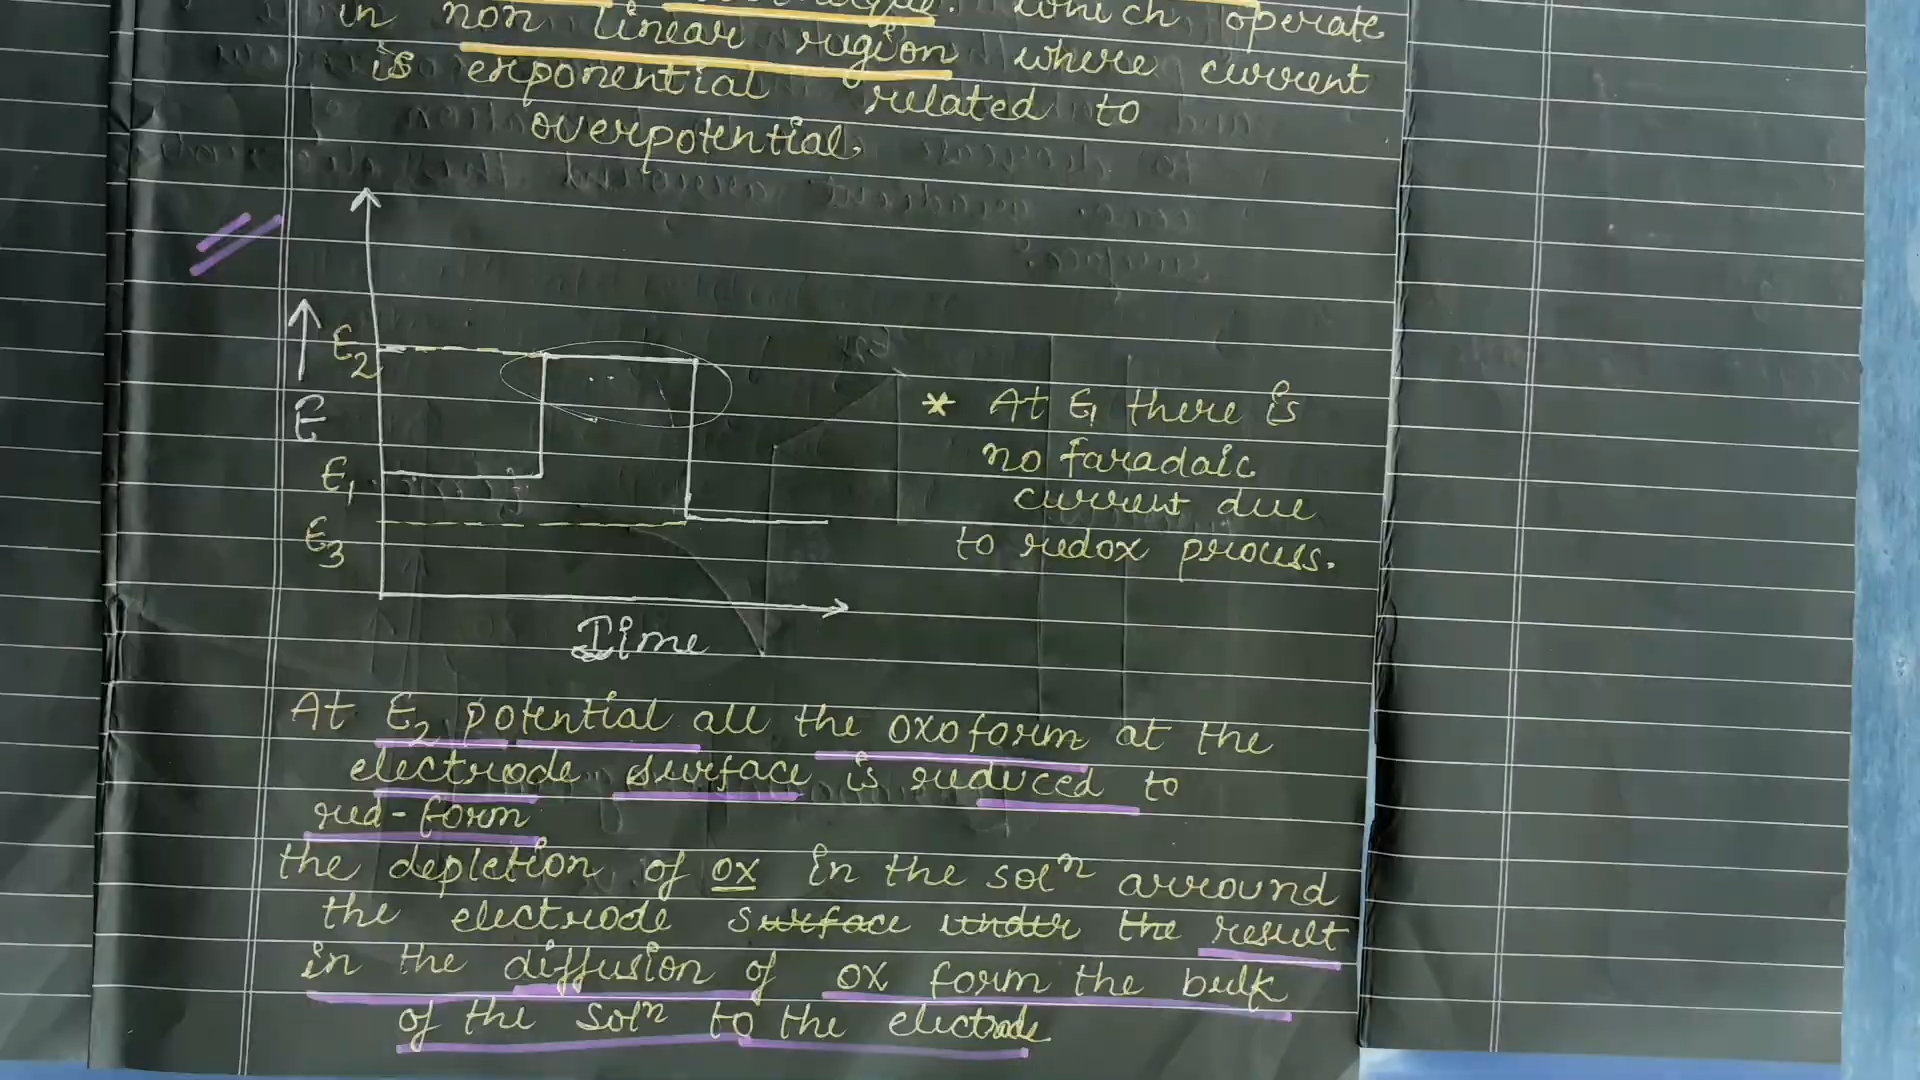 which operate
in non linear region where current
is exponential related to
overpotential.
E2
E
E1
E3
Time
* At E1 there is
no faradaic
current due
to redox process.
At E2 potential all the oxoform at the
electrode surface is reduced to
red-form
the depletion of ox in the solⁿ arround
the electrode surface under the result
in the diffusion of ox form the bulk
of the solⁿ to the electrode